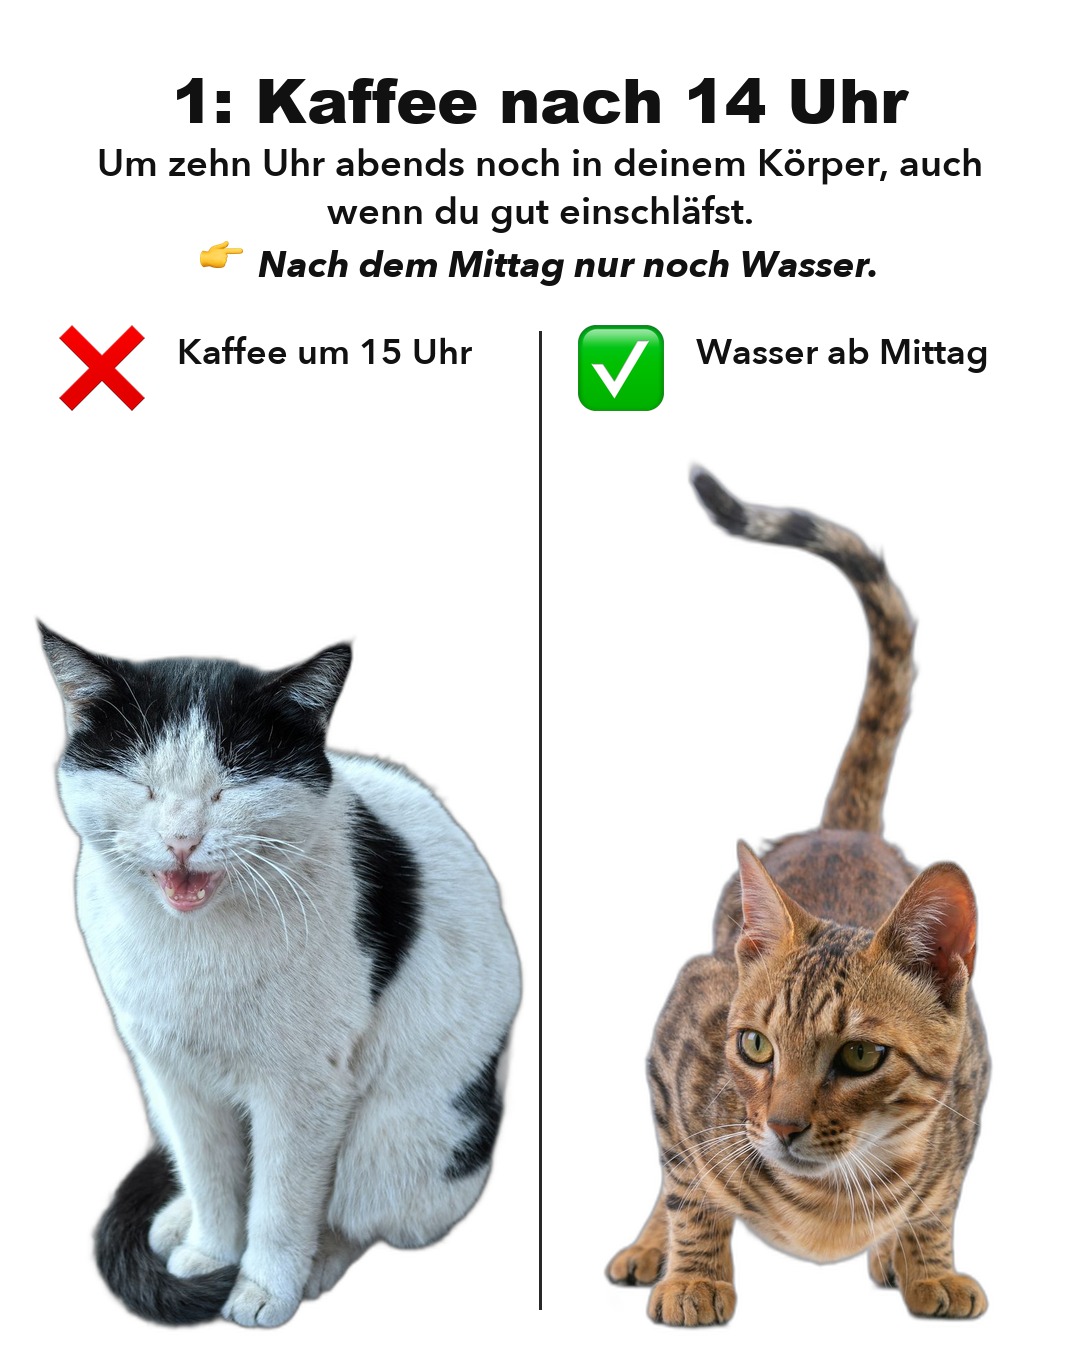 1: Kaffee nach 14 Uhr
Um zehn Uhr abends noch in deinem Körper, auch
wenn du gut einschläfst.
👉 Nach dem Mittag nur noch Wasser.
❌ Kaffee um 15 Uhr
✅ Wasser ab Mittag